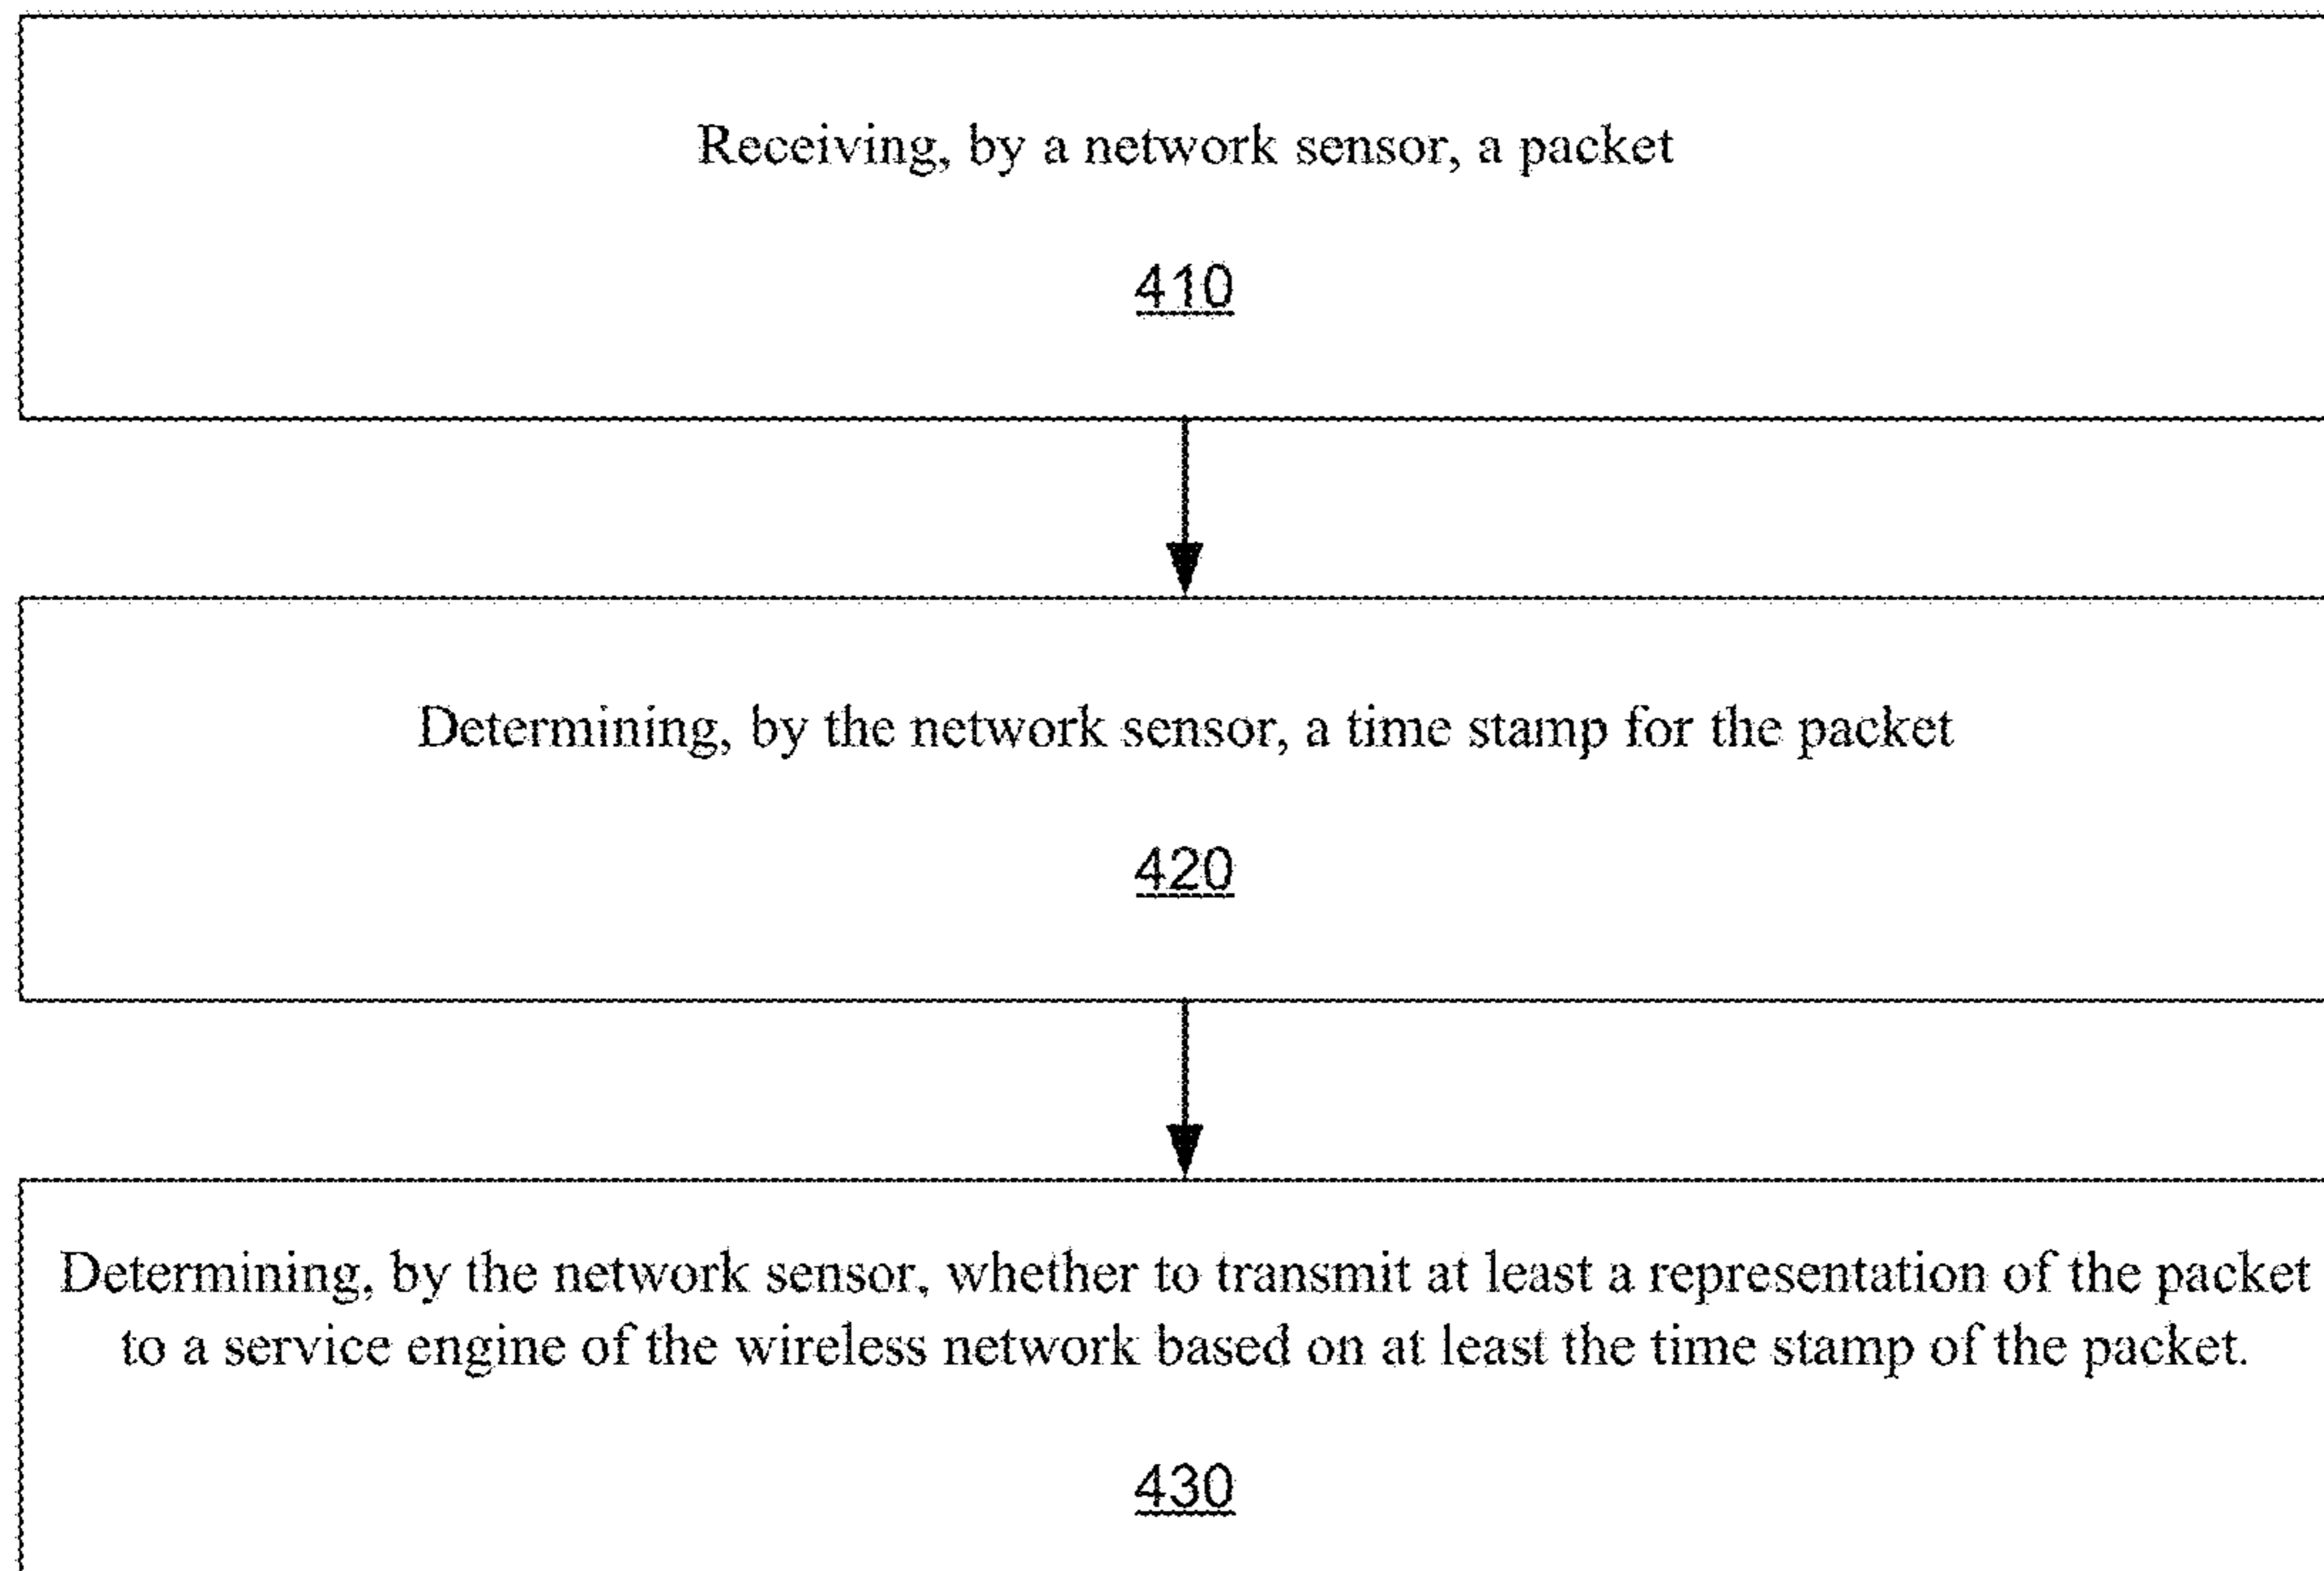 Receiving, by a network sensor, a packet
410
Determining, by the network sensor, a time stamp for the packet
420
Determining, by the network sensor, whether to transmit at least a representation of the packet
to a service engine of the wireless network based on at least the time stamp of the packet.
430